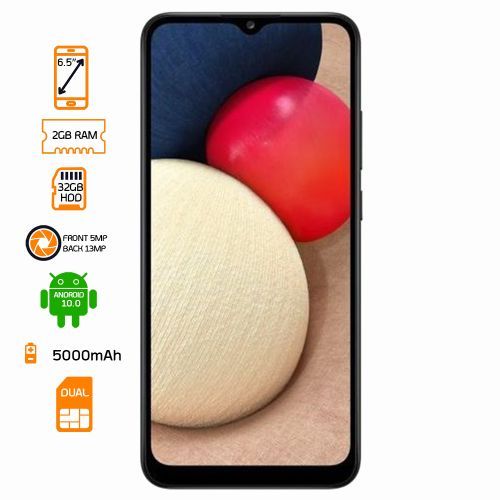 6.5"
2GB RAM
32GB
HDD
FRONT 5MP
BACK 13MP
ANDROID
10.0
5000mAh
DUAL